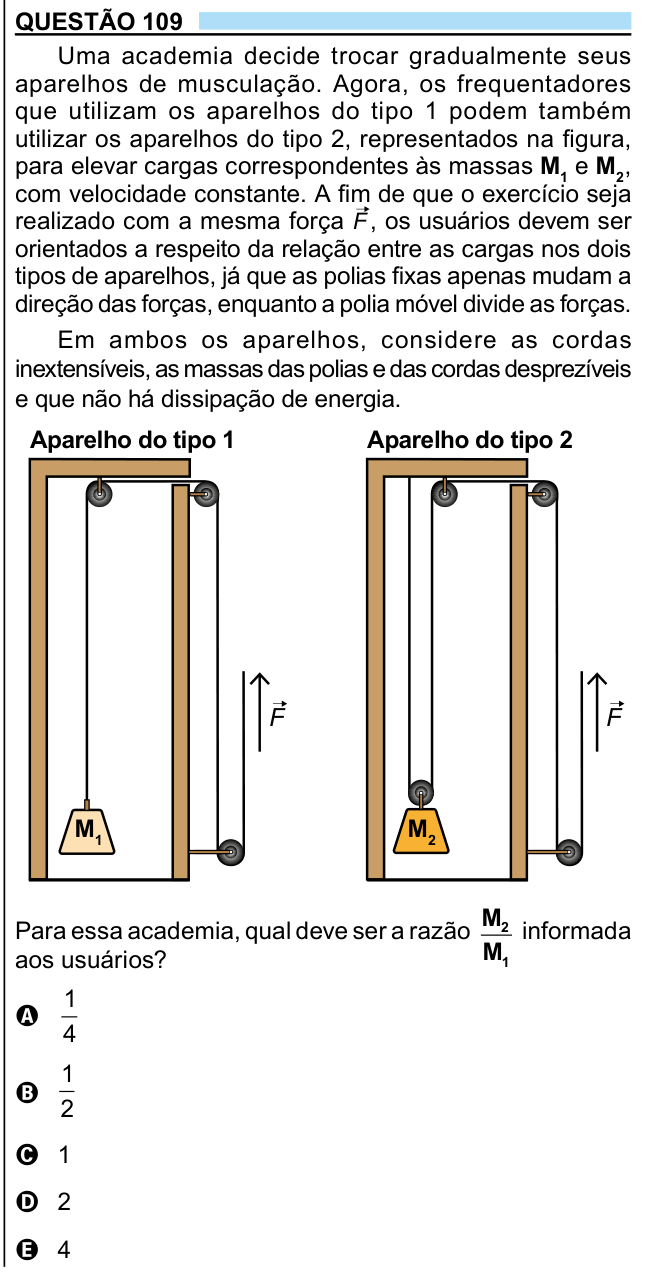 QUESTÃO 109
Uma academia decide trocar gradualmente seus
aparelhos de musculação. Agora, os frequentadores
que utilizam os aparelhos do tipo 1 podem também
utilizar os aparelhos do tipo 2, representados na figura,
para elevar cargas correspondentes às massas M₁ e M₂,
com velocidade constante. A fim de que o exercício seja
realizado com a mesma força F⃗, os usuários devem ser
orientados a respeito da relação entre as cargas nos dois
tipos de aparelhos, já que as polias fixas apenas mudam a
direção das forças, enquanto a polia móvel divide as forças.
Em ambos os aparelhos, considere as cordas
inextensíveis, as massas das polias e das cordas desprezíveis
e que não há dissipação de energia.
Aparelho do tipo 1
Aparelho do tipo 2
F⃗
F⃗
M₁
M₂
Para essa academia, qual deve ser a razão M₂/M₁ informada
aos usuários?
A 1/4
B 1/2
C 1
D 2
E 4